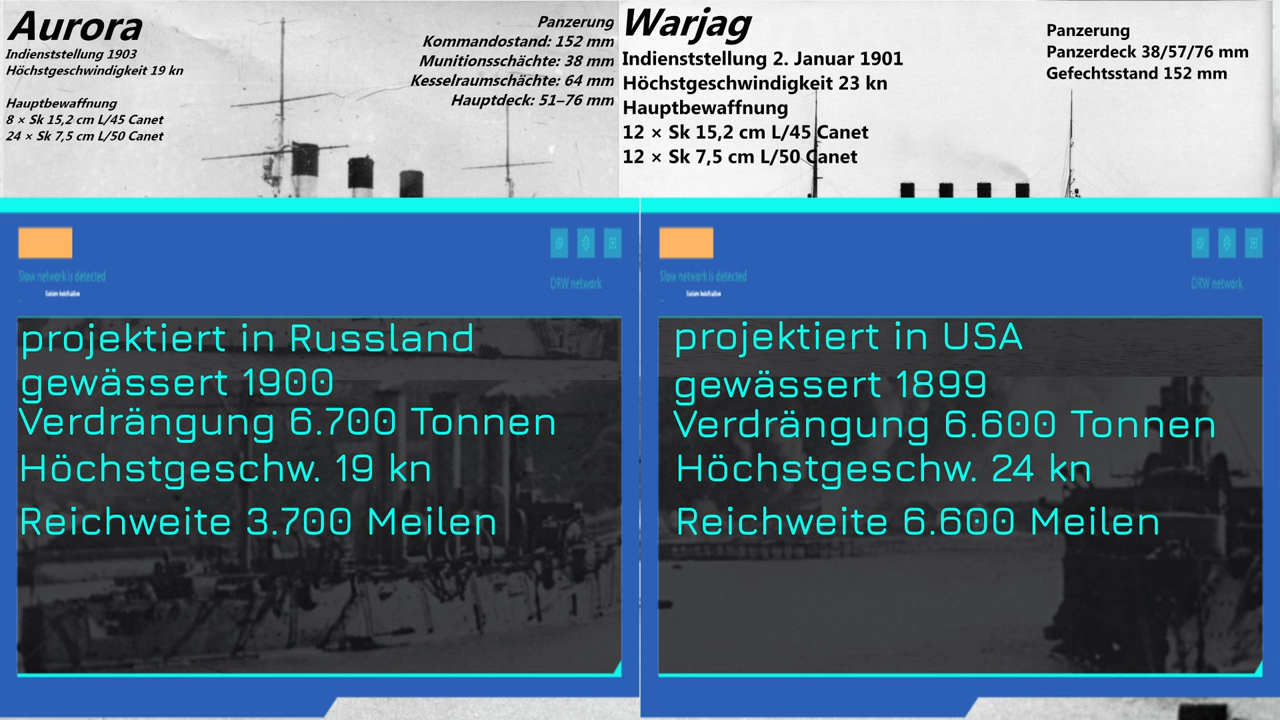 Aurora
Indienststellung 1903
Höchstgeschwindigkeit 19 kn
Hauptbewaffnung
8 × Sk 15,2 cm L/45 Canet
24 × Sk 7,5 cm L/50 Canet
Panzerung
Kommandostand: 152 mm
Munitionsschächte: 38 mm
Kesselraumschächte: 64 mm
Hauptdeck: 51–76 mm
Warjag
Indienststellung 2. Januar 1901
Höchstgeschwindigkeit 23 kn
Hauptbewaffnung
12 × Sk 15,2 cm L/45 Canet
12 × Sk 7,5 cm L/50 Canet
Panzerung
Panzerdeck 38/57/76 mm
Gefechtsstand 152 mm
Slow network is detected
DRW network
projektiert in Russland
gewässert 1900
Verdrängung 6.700 Tonnen
Höchstgeschw. 19 kn
Reichweite 3.700 Meilen
Slow network is detected
DRW network
projektiert in USA
gewässert 1899
Verdrängung 6.600 Tonnen
Höchstgeschw. 24 kn
Reichweite 6.600 Meilen